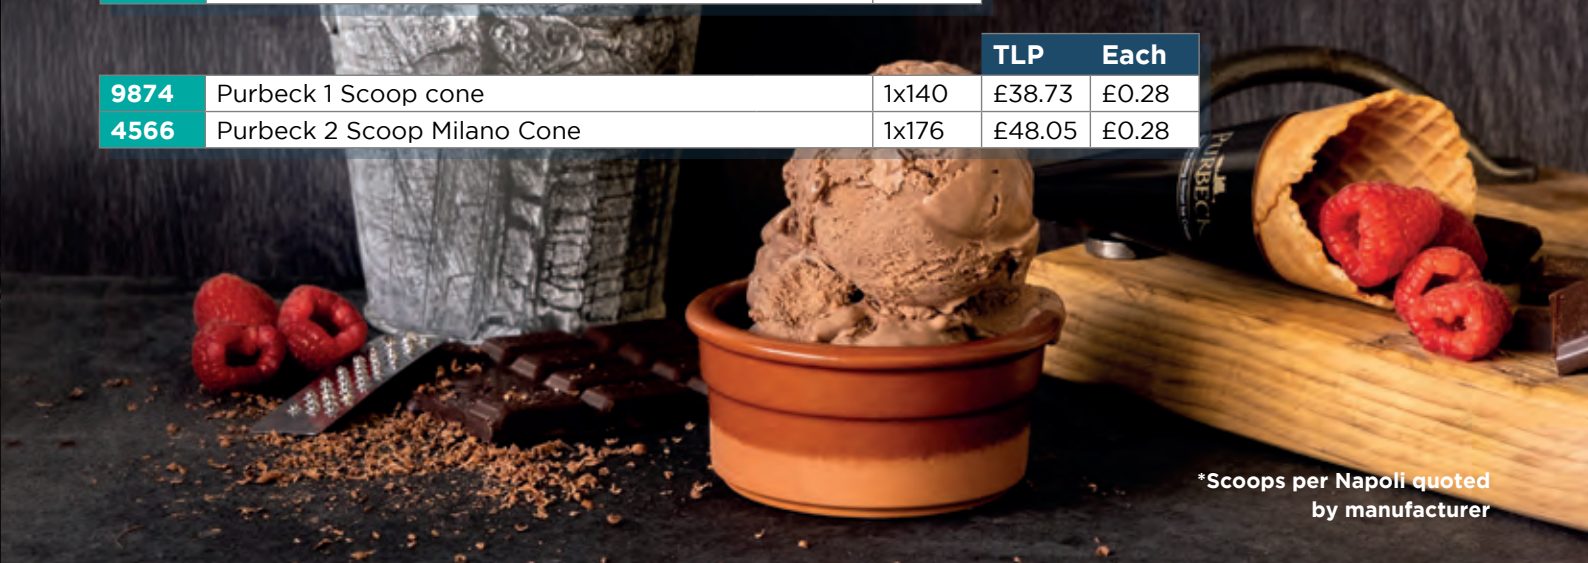 TLP Each
9874 Purbeck 1 Scoop cone 1x140 £38.73 £0.28
4566 Purbeck 2 Scoop Milano Cone 1x176 £48.05 £0.28
PURBECK
*Scoops per Napoli quoted
by manufacturer